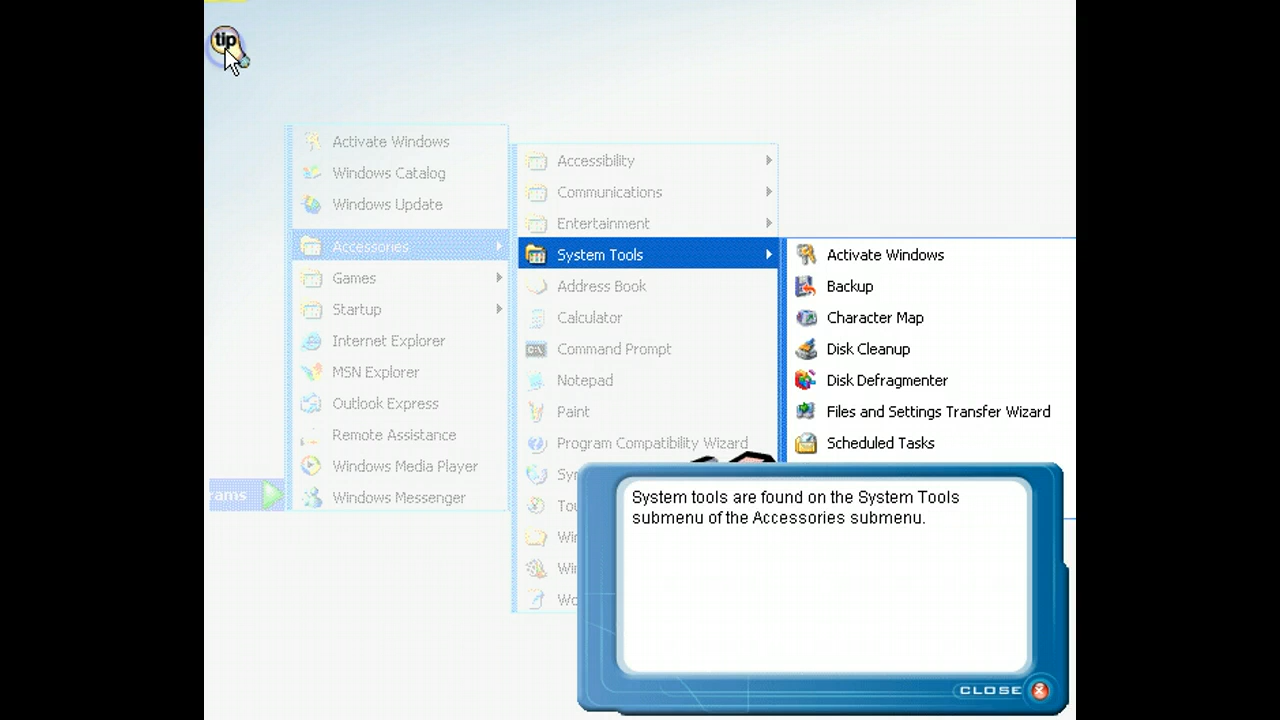 tip
Activate Windows
Windows Catalog
Windows Update
Accessories
Games
Startup
Internet Explorer
MSN Explorer
Outlook Express
Remote Assistance
Windows Media Player
Windows Messenger
rams
Accessibility
Communications
Entertainment
System Tools
Address Book
Calculator
Command Prompt
Notepad
Paint
Program Compatibility Wizard
Activate Windows
Backup
Character Map
Disk Cleanup
Disk Defragmenter
Files and Settings Transfer Wizard
Scheduled Tasks
System tools are found on the System Tools
submenu of the Accessories submenu.
CLOSE